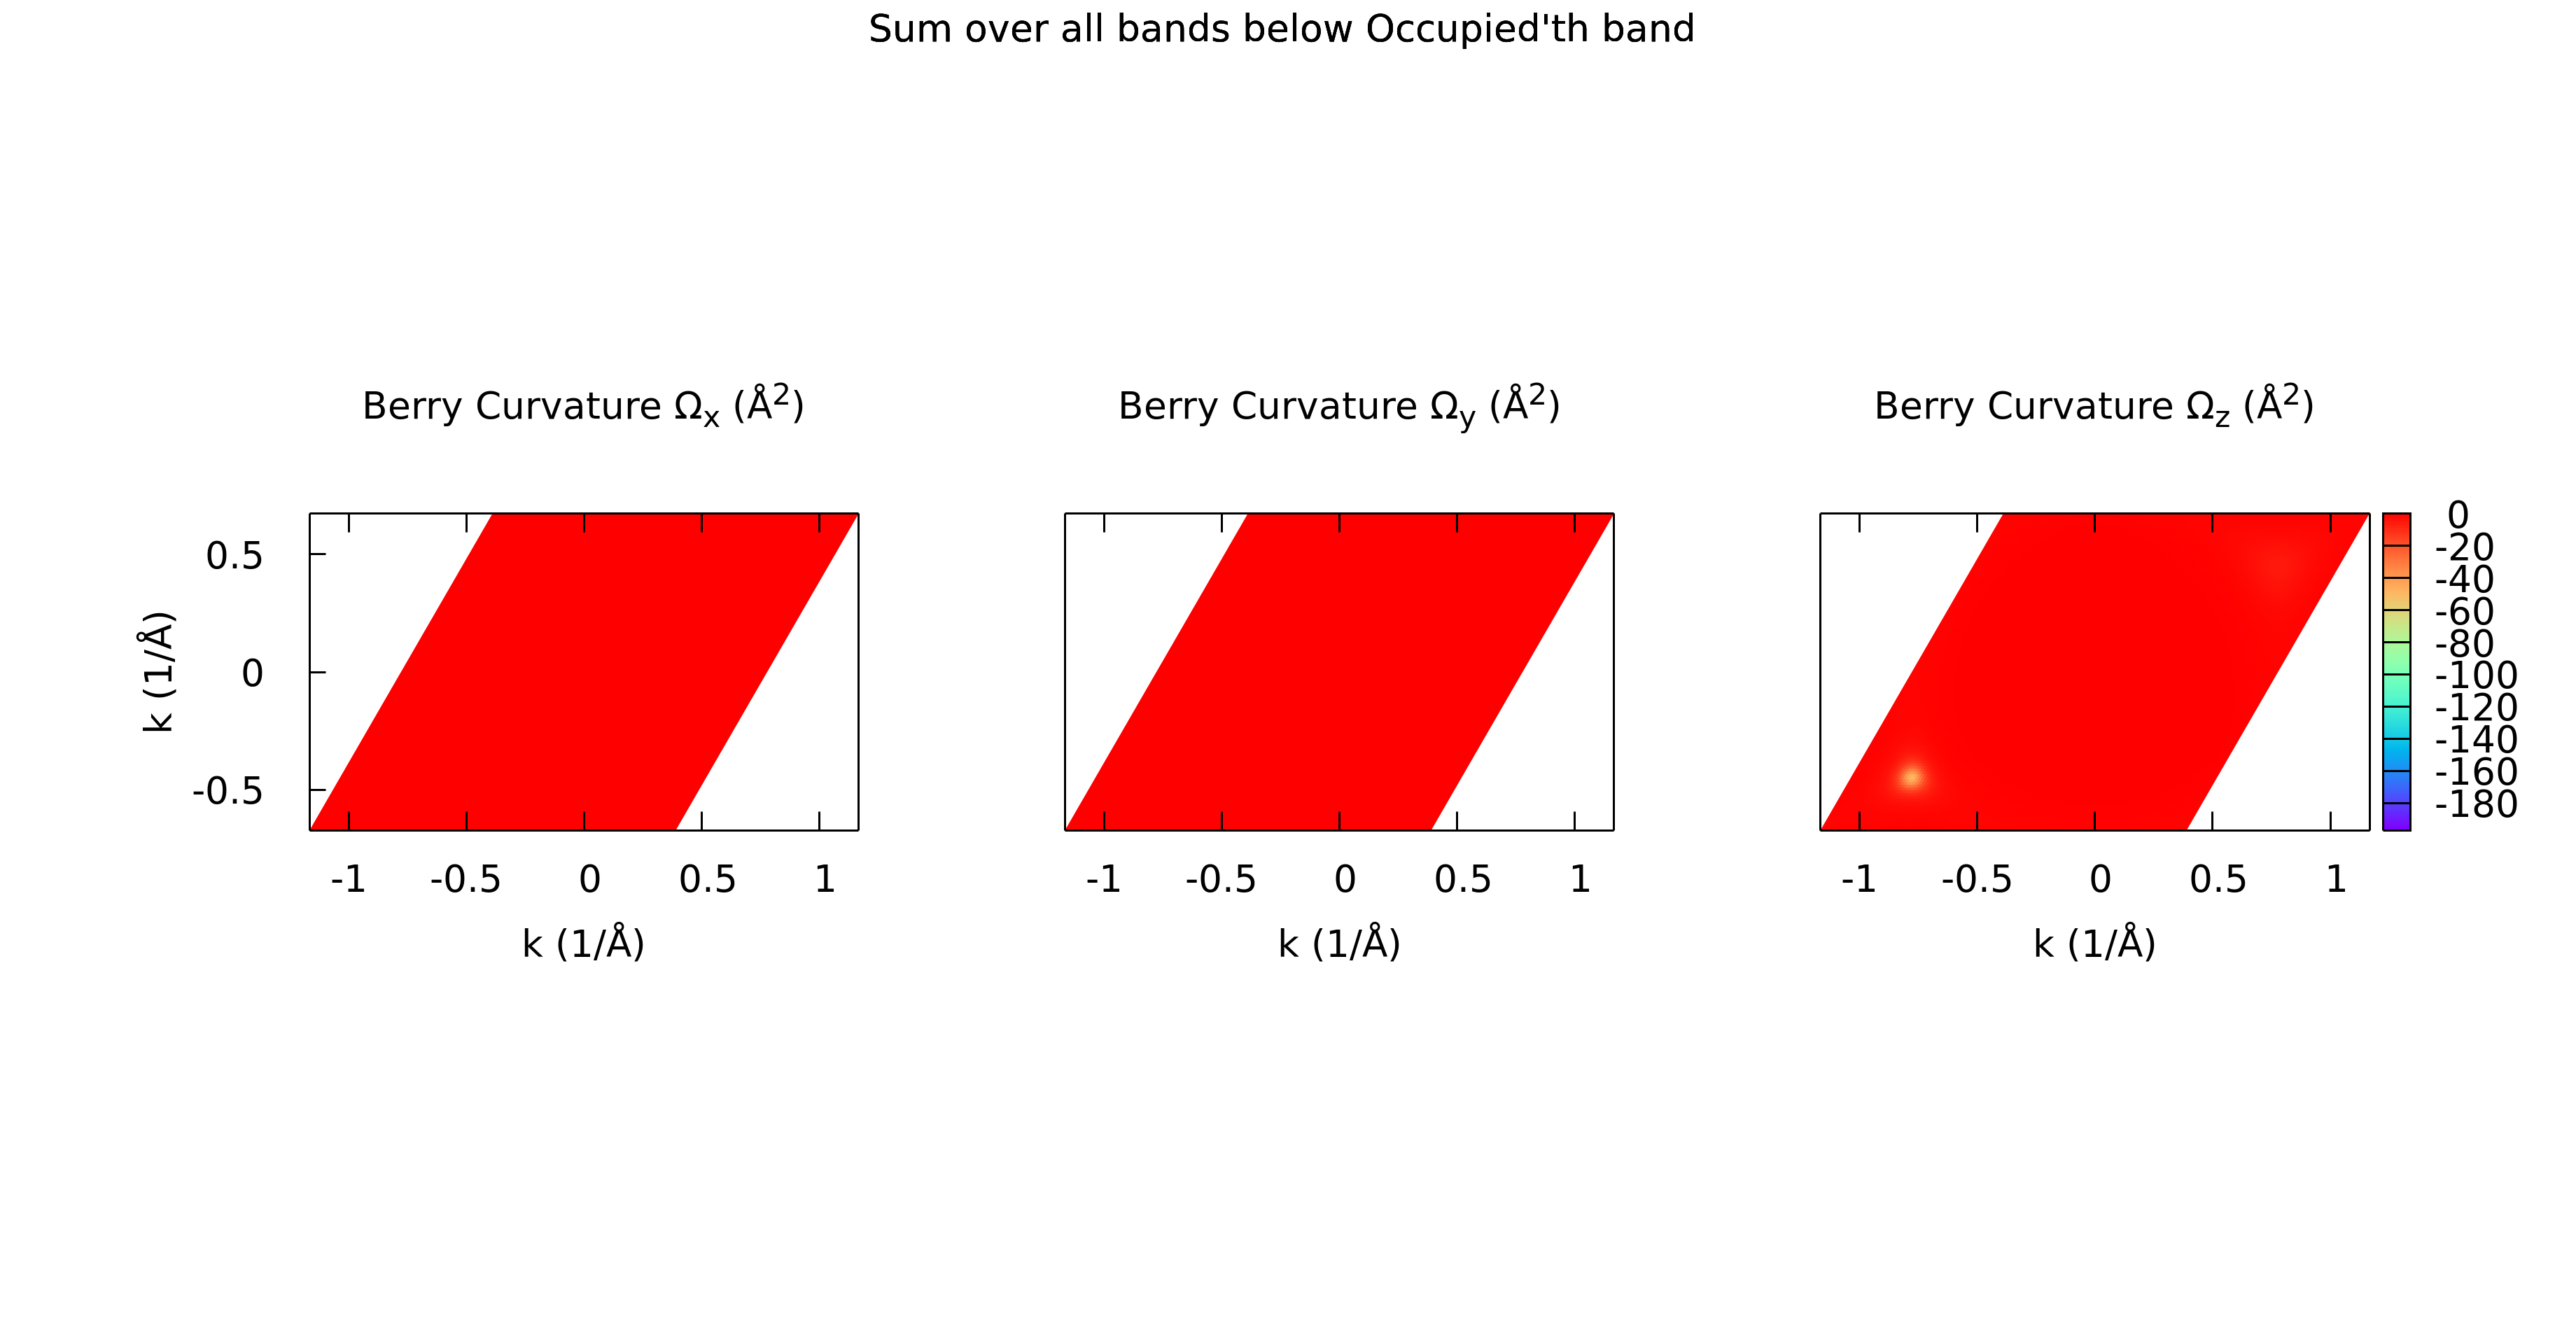 Sum over all bands below Occupied'th band
Berry Curvature Ωx (Å2)
Berry Curvature Ωy (Å2)
Berry Curvature Ωz (Å2)
k (1/Å)
0.5
0
-0.5
-1 -0.5 0 0.5 1
k (1/Å)
-1 -0.5 0 0.5 1
k (1/Å)
-1 -0.5 0 0.5 1
k (1/Å)
0
-20
-40
-60
-80
-100
-120
-140
-160
-180